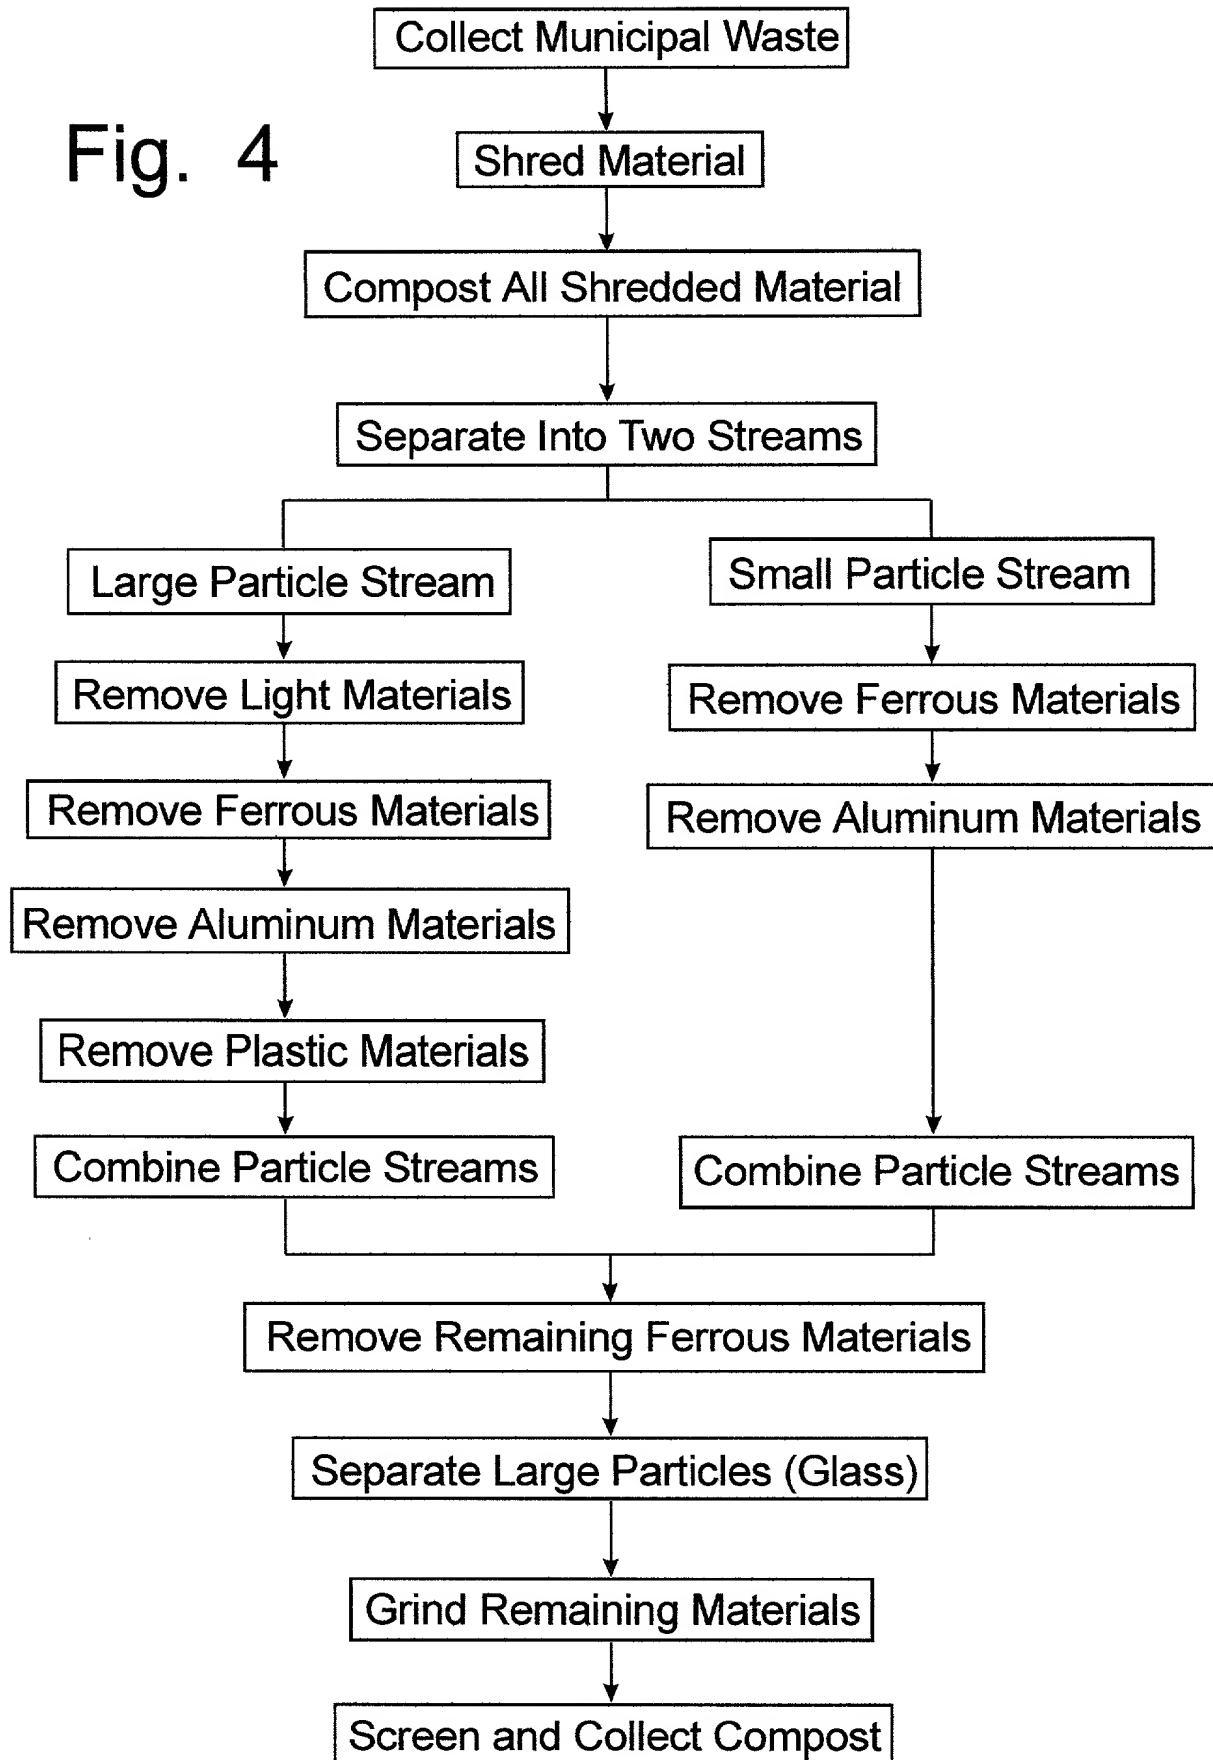 Collect Municipal Waste
Fig. 4
Shred Material
Compost All Shredded Material
Separate Into Two Streams
Large Particle Stream
Small Particle Stream
Remove Light Materials
Remove Ferrous Materials
Remove Ferrous Materials
Remove Aluminum Materials
Remove Aluminum Materials
Remove Plastic Materials
Combine Particle Streams
Combine Particle Streams
Remove Remaining Ferrous Materials
Separate Large Particles (Glass)
Grind Remaining Materials
Screen and Collect Compost